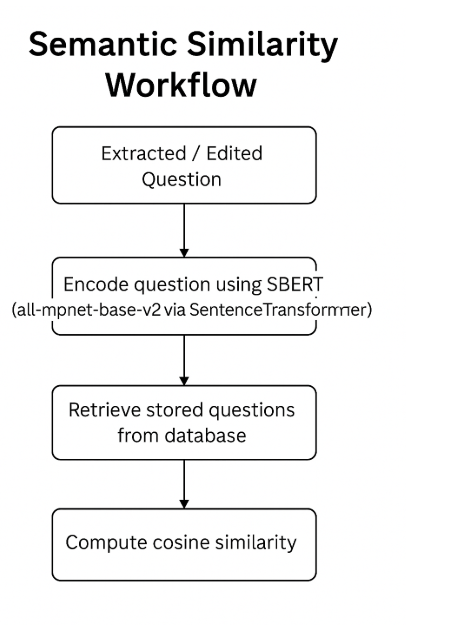 Semantic Similarity
Workflow
Extracted / Edited
Question
Encode question using SBERT
(all-mpnet-base-v2 via SentenceTransformer)
Retrieve stored questions
from database
Compute cosine similarity